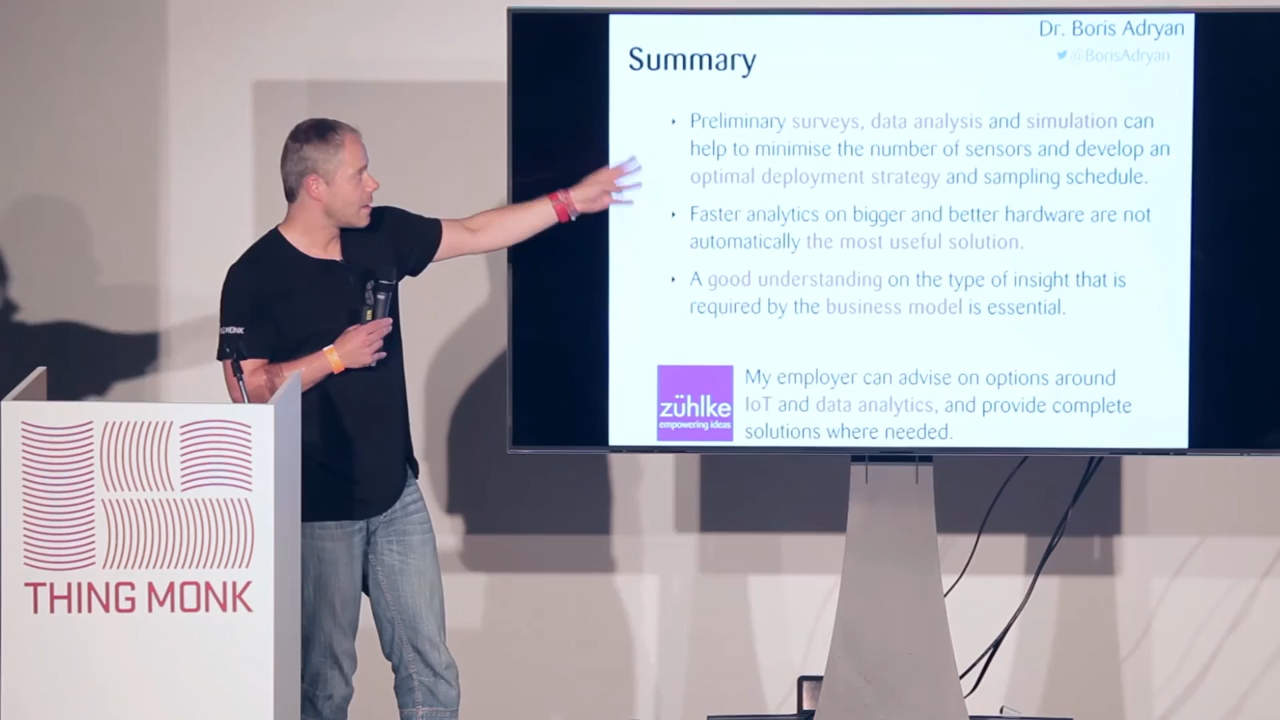 Dr. Boris Adryan
@BorisAdryan
Summary
Preliminary surveys, data analysis and simulation can
help to minimise the number of sensors and develop an
optimal deployment strategy and sampling schedule.
Faster analytics on bigger and better hardware are not
automatically the most useful solution.
A good understanding on the type of insight that is
required by the business model is essential.
zühlke
empowering ideas
My employer can advise on options around
IoT and data analytics, and provide complete
solutions where needed.
THING MONK